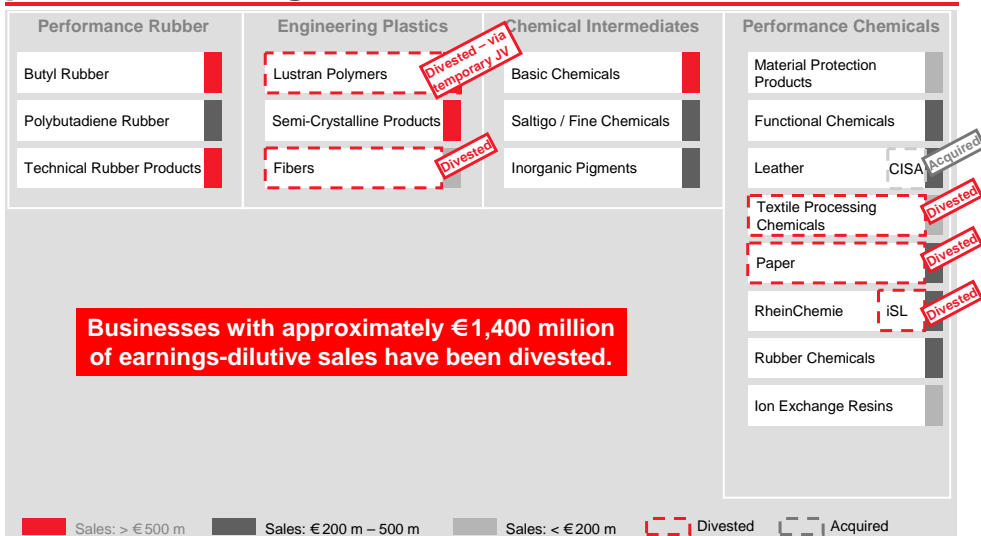 Performance Rubber
Butyl Rubber
Polybutadiene Rubber
Technical Rubber Products
Engineering Plastics
Lustran Polymers
Divested – via
temporary JV
Semi-Crystalline Products
Fibers
Divested
Chemical Intermediates
Basic Chemicals
Saltigo / Fine Chemicals
Inorganic Pigments
Performance Chemicals
Material Protection
Products
Functional Chemicals
Leather
CISA
Acquired
Textile Processing
Chemicals
Divested
Paper
Divested
RheinChemie
iSL
Divested
Rubber Chemicals
Ion Exchange Resins
Businesses with approximately €1,400 million
of earnings-dilutive sales have been divested.
Sales: > €500 m
Sales: €200 m – 500 m
Sales: < €200 m
Divested
Acquired